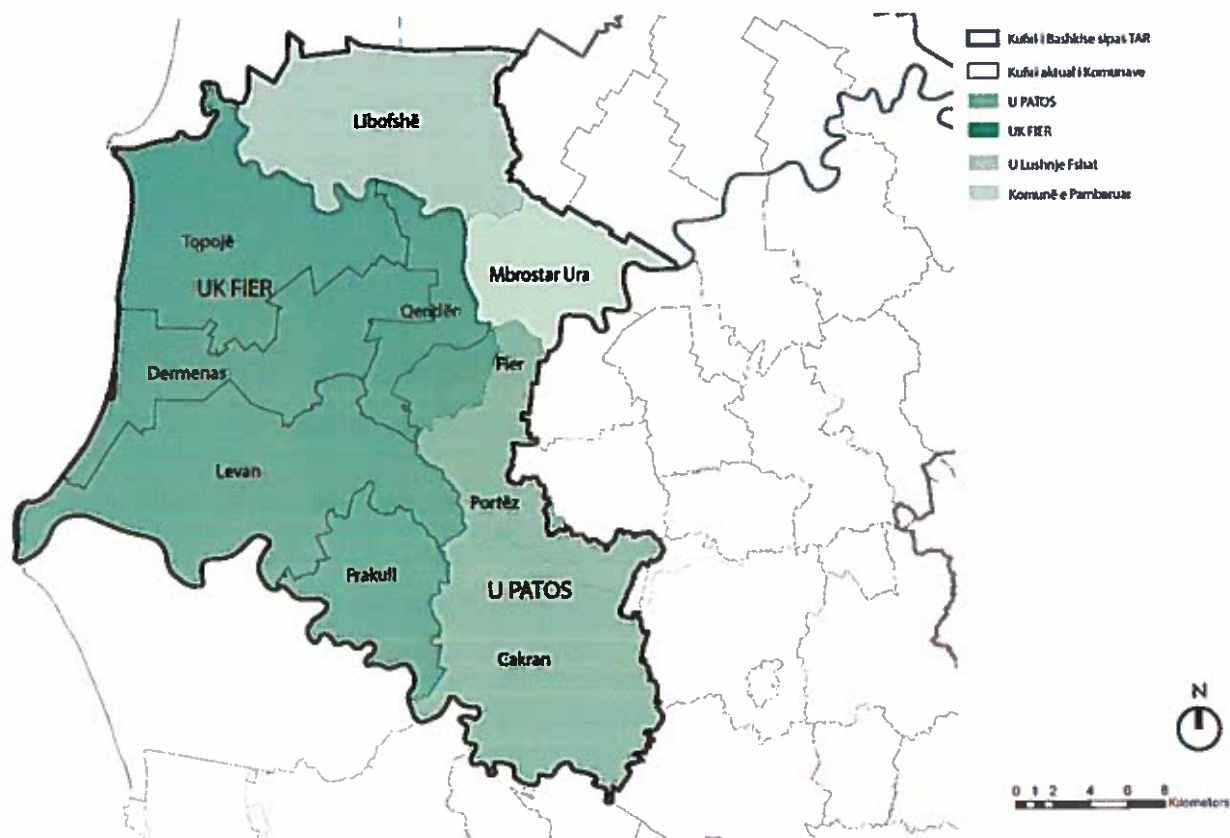 Kufiri i Bashkise sipas TAR
Kufiri aktual i Komunave
U PATOS
UK FIER
U Lushnje Fshat
Komunë e Pambaruar
Libofshë
Topojë
UK FIER
Mbrostar Ura
Qendër
Fier
Dermenas
Levan
Portëz
Frakull
U PATOS
Cakran
N
0 1 2 4 6 8
Kilometers